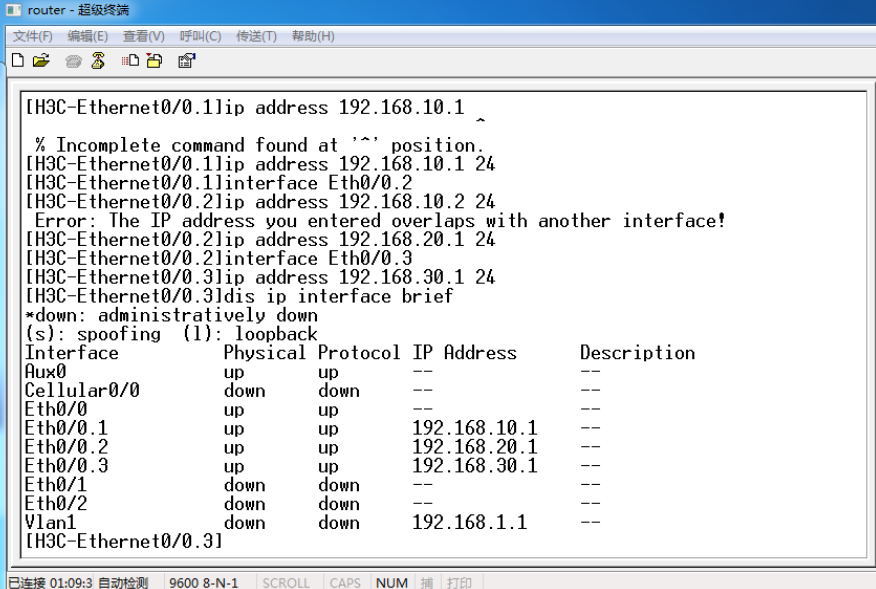 router - 超级终端
文件(F) 编辑(E) 查看(V) 呼叫(C) 传送(T) 帮助(H)
[H3C-Ethernet0/0.1]ip address 192.168.10.1
^
% Incomplete command found at '^' position.
[H3C-Ethernet0/0.1]ip address 192.168.10.1 24
[H3C-Ethernet0/0.1]interface Eth0/0.2
[H3C-Ethernet0/0.2]ip address 192.168.10.2 24
Error: The IP address you entered overlaps with another interface!
[H3C-Ethernet0/0.2]ip address 192.168.20.1 24
[H3C-Ethernet0/0.2]interface Eth0/0.3
[H3C-Ethernet0/0.3]ip address 192.168.30.1 24
[H3C-Ethernet0/0.3]dis ip interface brief
*down: administratively down
(s): spoofing (l): loopback
Interface Physical Protocol IP Address Description
Aux0 up up -- --
Cellular0/0 down down -- --
Eth0/0 up up -- --
Eth0/0.1 up up 192.168.10.1 --
Eth0/0.2 up up 192.168.20.1 --
Eth0/0.3 up up 192.168.30.1 --
Eth0/1 down down -- --
Eth0/2 down down -- --
Vlan1 down down 192.168.1.1 --
[H3C-Ethernet0/0.3]
已连接 01:09:3 自动检测 9600 8-N-1 SCROLL CAPS NUM 捕 打印